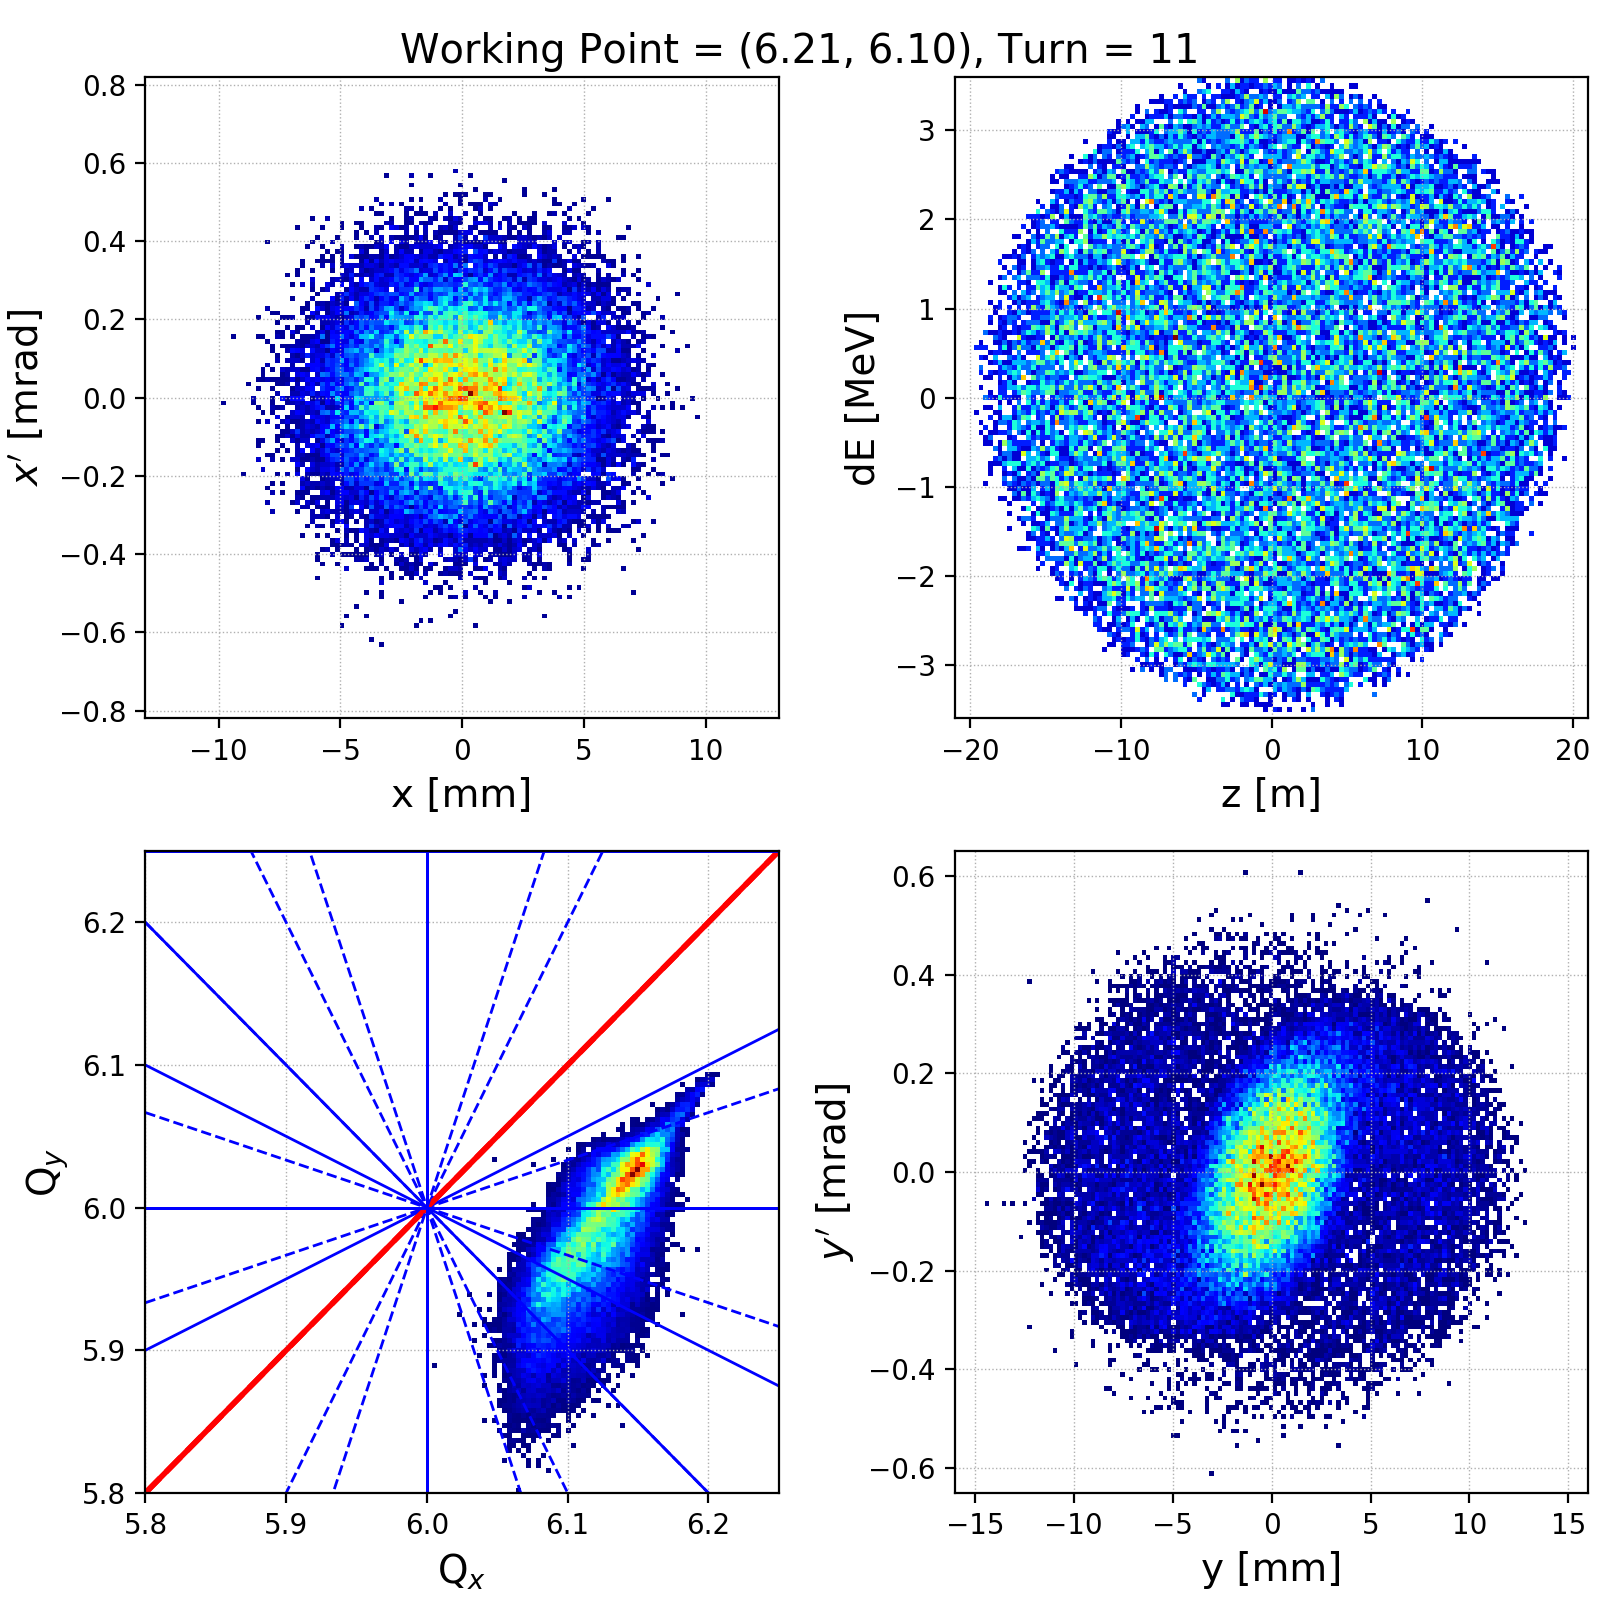 Working Point = (6.21, 6.10), Turn = 11
0.8
0.6
0.4
0.2
0.0
−0.2
−0.4
−0.6
−0.8
x′ [mrad]
−10 −5 0 5 10
x [mm]
3
2
1
0
−1
−2
−3
dE [MeV]
−20 −10 0 10 20
z [m]
6.2
6.1
6.0
5.9
5.8
Qy
5.8 5.9 6.0 6.1 6.2
Qx
0.6
0.4
0.2
0.0
−0.2
−0.4
−0.6
y′ [mrad]
−15 −10 −5 0 5 10 15
y [mm]